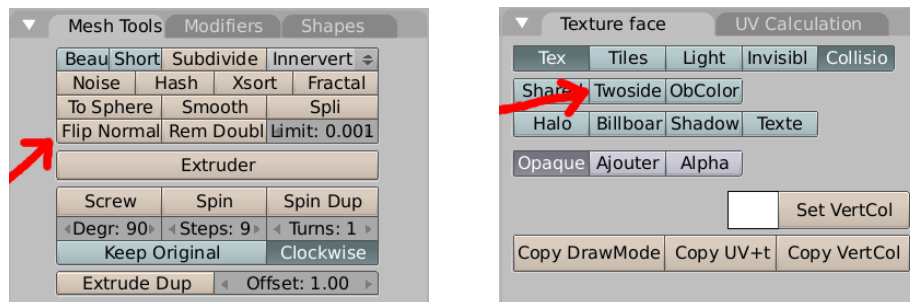 Mesh Tools Modifiers Shapes
Beau Short Subdivide Innervert
Noise Hash Xsort Fractal
To Sphere Smooth Spli
Flip Normal Rem Doubl Limit: 0.001
Extruder
Screw Spin Spin Dup
Degr: 90 Steps: 9 Turns: 1
Keep Original Clockwise
Extrude Dup Offset: 1.00
Texture face UV Calculation
Tex Tiles Light Invisibl Collisio
Shared Twoside ObColor
Halo Billboar Shadow Texte
Opaque Ajouter Alpha
Set VertCol
Copy DrawMode Copy UV+t Copy VertCol